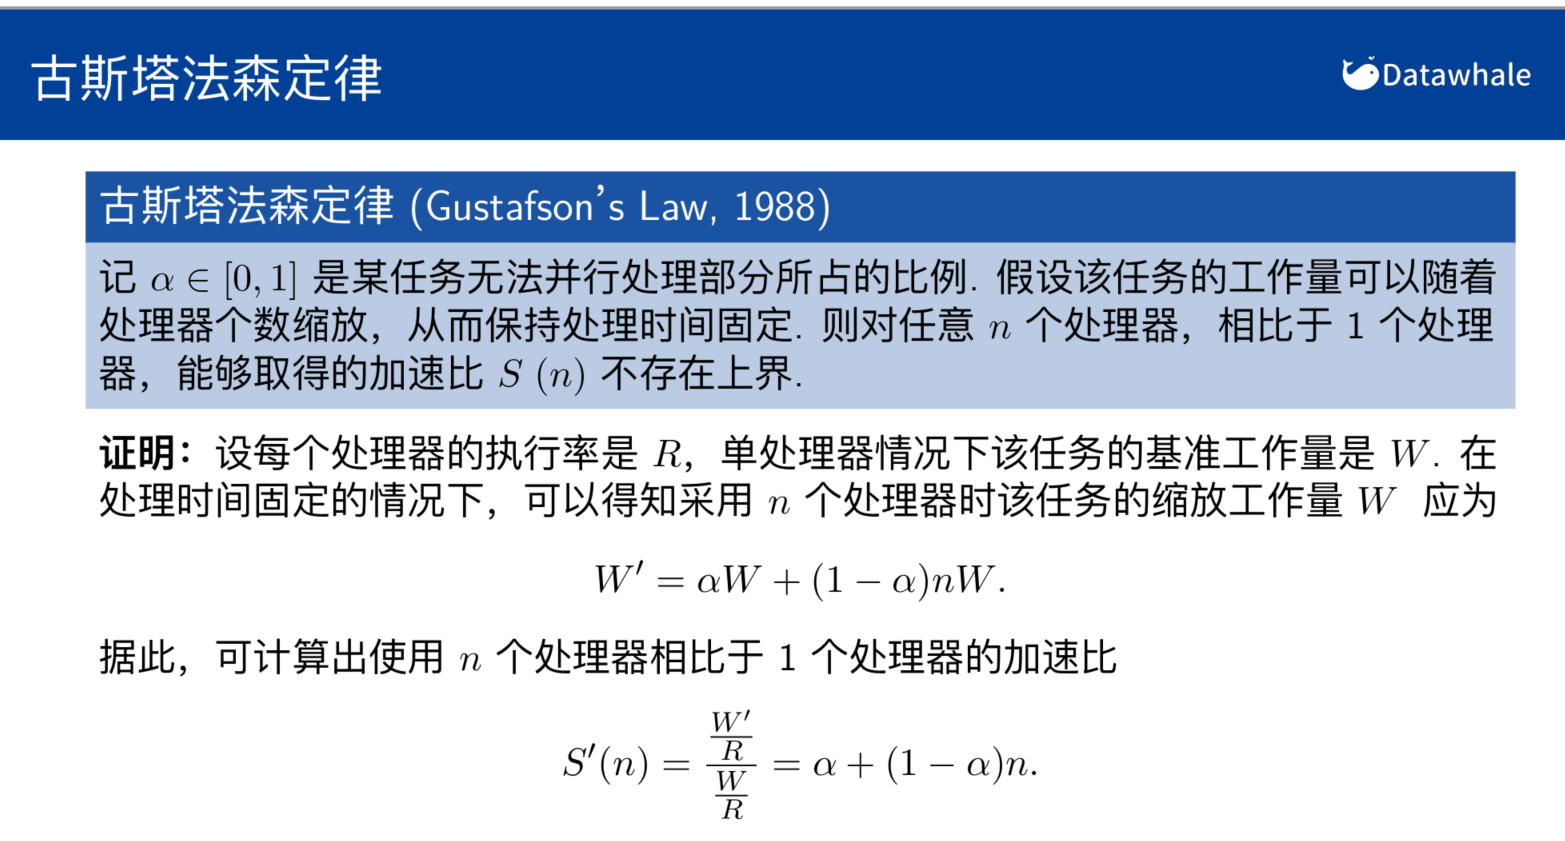 古斯塔法森定律
Datawhale
古斯塔法森定律 (Gustafson's Law, 1988)
记 α ∈ [0, 1] 是某任务无法并行处理部分所占的比例. 假设该任务的工作量可以随着
处理器个数缩放，从而保持处理时间固定. 则对任意 n 个处理器，相比于 1 个处理
器，能够取得的加速比 S (n) 不存在上界.
证明：设每个处理器的执行率是 R，单处理器情况下该任务的基准工作量是 W. 在
处理时间固定的情况下，可以得知采用 n 个处理器时该任务的缩放工作量 W 应为
W′ = αW + (1 − α)nW.
据此，可计算出使用 n 个处理器相比于 1 个处理器的加速比
S′(n) = \frac{\frac{W′}{R}}{\frac{W}{R}} = α + (1 − α)n.